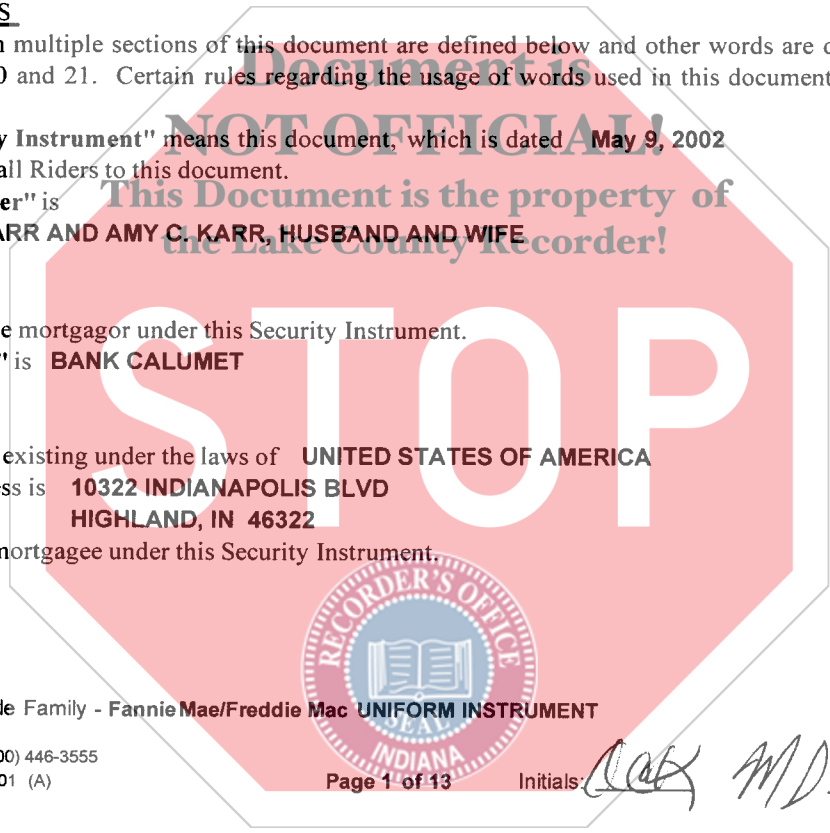 S
n multiple sections of this document are defined below and other words are d
0 and 21. Certain rules regarding the usage of words used in this document
Document is
y Instrument" means this document, which is dated May 9, 2002
NOT OFFICIAL!
all Riders to this document.
er" is
This Document is the property of
ARR AND AMY C. KARR, HUSBAND AND WIFE
the Lake County Recorder!
e mortgagor under this Security Instrument.
" is BANK CALUMET
STOP
existing under the laws of UNITED STATES OF AMERICA
ss is 10322 INDIANAPOLIS BLVD
HIGHLAND, IN 46322
mortgagee under this Security Instrument.
RECORDER'S OFFICE
SEAL
INDIANA
le Family - Fannie Mae/Freddie Mac UNIFORM INSTRUMENT
00) 446-3555
01 (A)
Page 1 of 13
Initials: